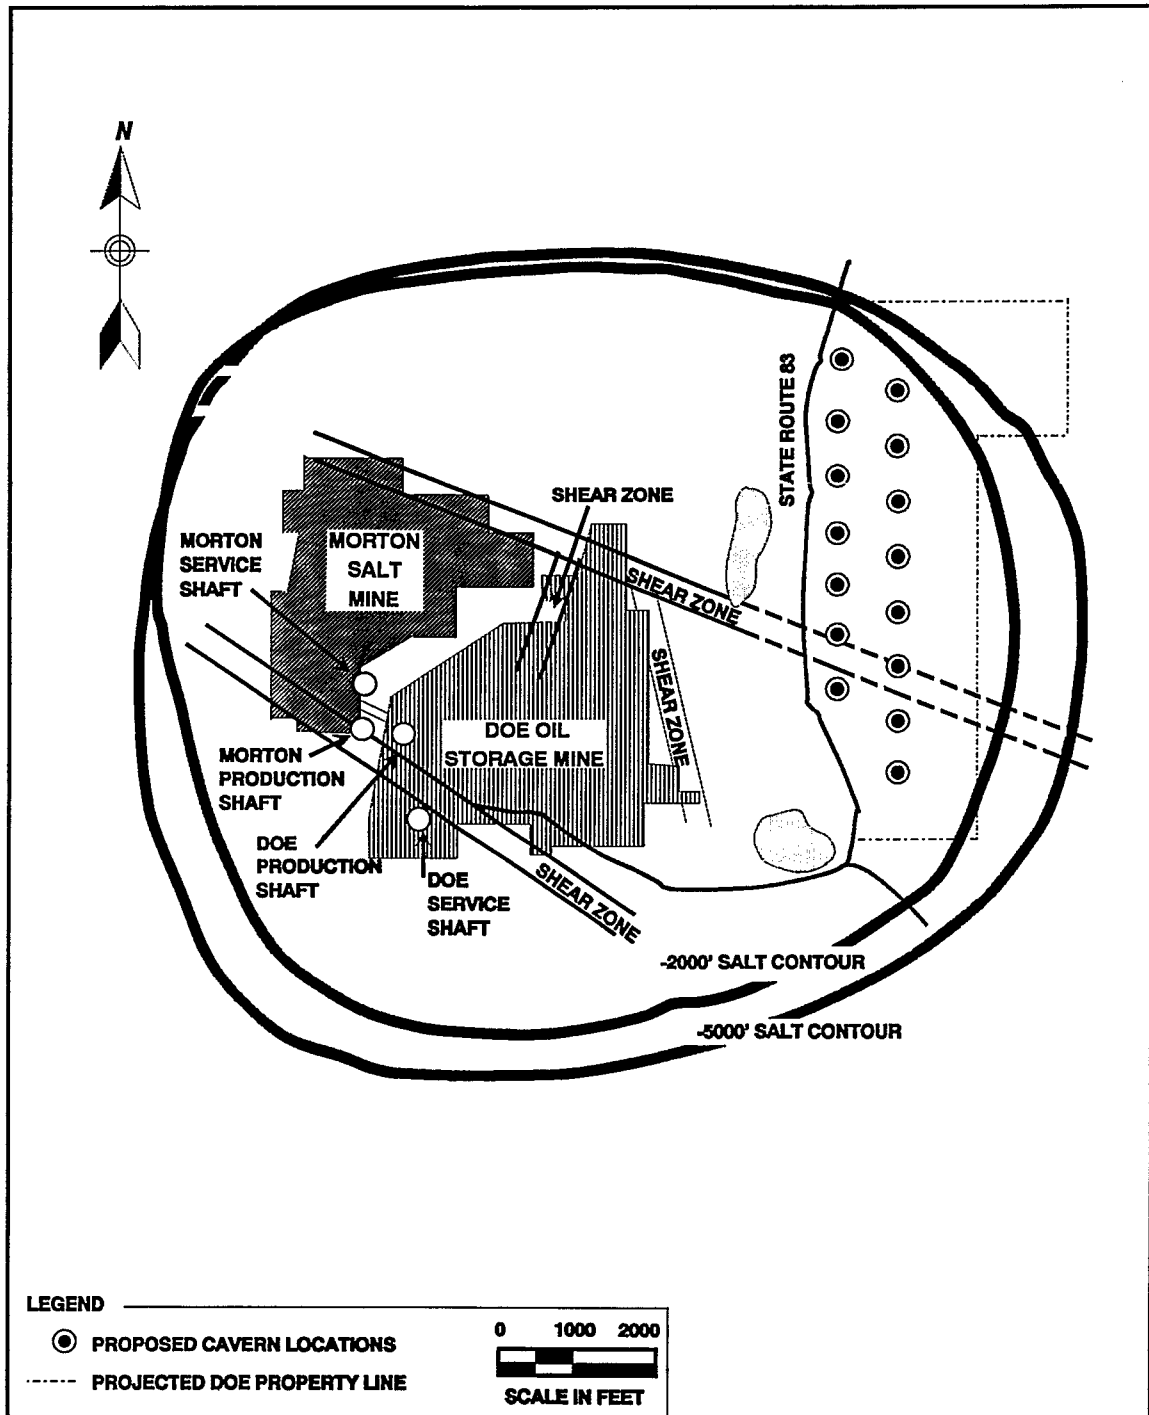 N
STATE ROUTE 83
SHEAR ZONE
MORTON
SERVICE
SHAFT
MORTON
SALT
MINE
SHEAR ZONE
SHEAR ZONE
DOE OIL
STORAGE MINE
MORTON
PRODUCTION
SHAFT
DOE
PRODUCTION
SHAFT
DOE
SERVICE
SHAFT
SHEAR ZONE
-2000' SALT CONTOUR
-5000' SALT CONTOUR
LEGEND
PROPOSED CAVERN LOCATIONS
PROJECTED DOE PROPERTY LINE
0 1000 2000
SCALE IN FEET